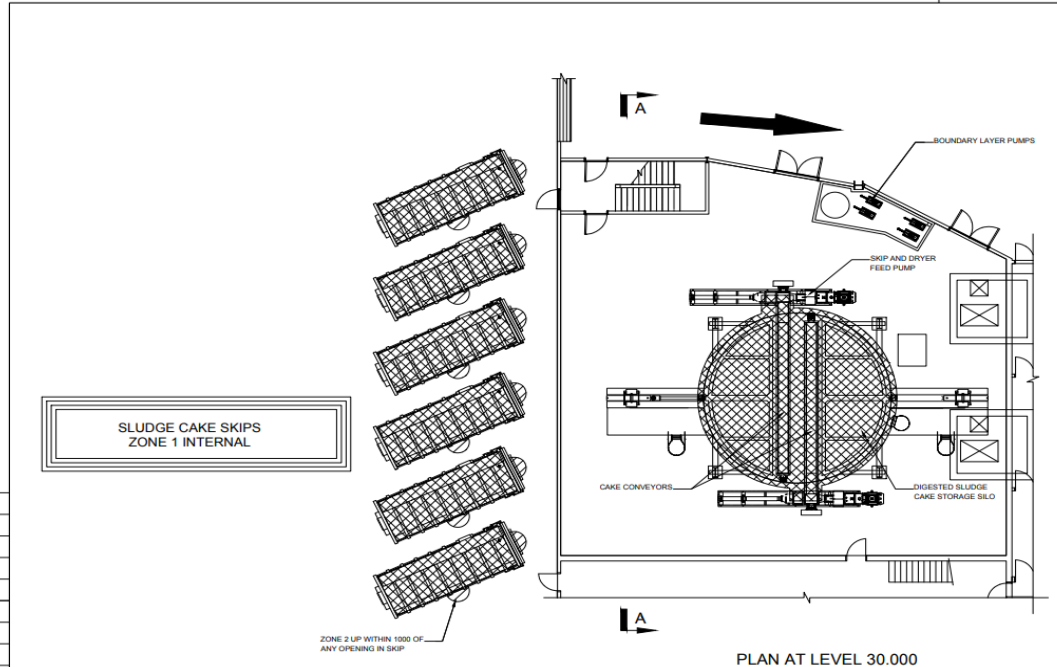 A
BOUNDARY LAYER PUMPS
SKIP AND DRYER
FEED PUMP
SLUDGE CAKE SKIPS
ZONE 1 INTERNAL
CAKE CONVEYORS
DIGESTED SLUDGE
CAKE STORAGE SILO
ZONE 2 UP WITHIN 1000 OF
ANY OPENING IN SKIP
A
PLAN AT LEVEL 30.000